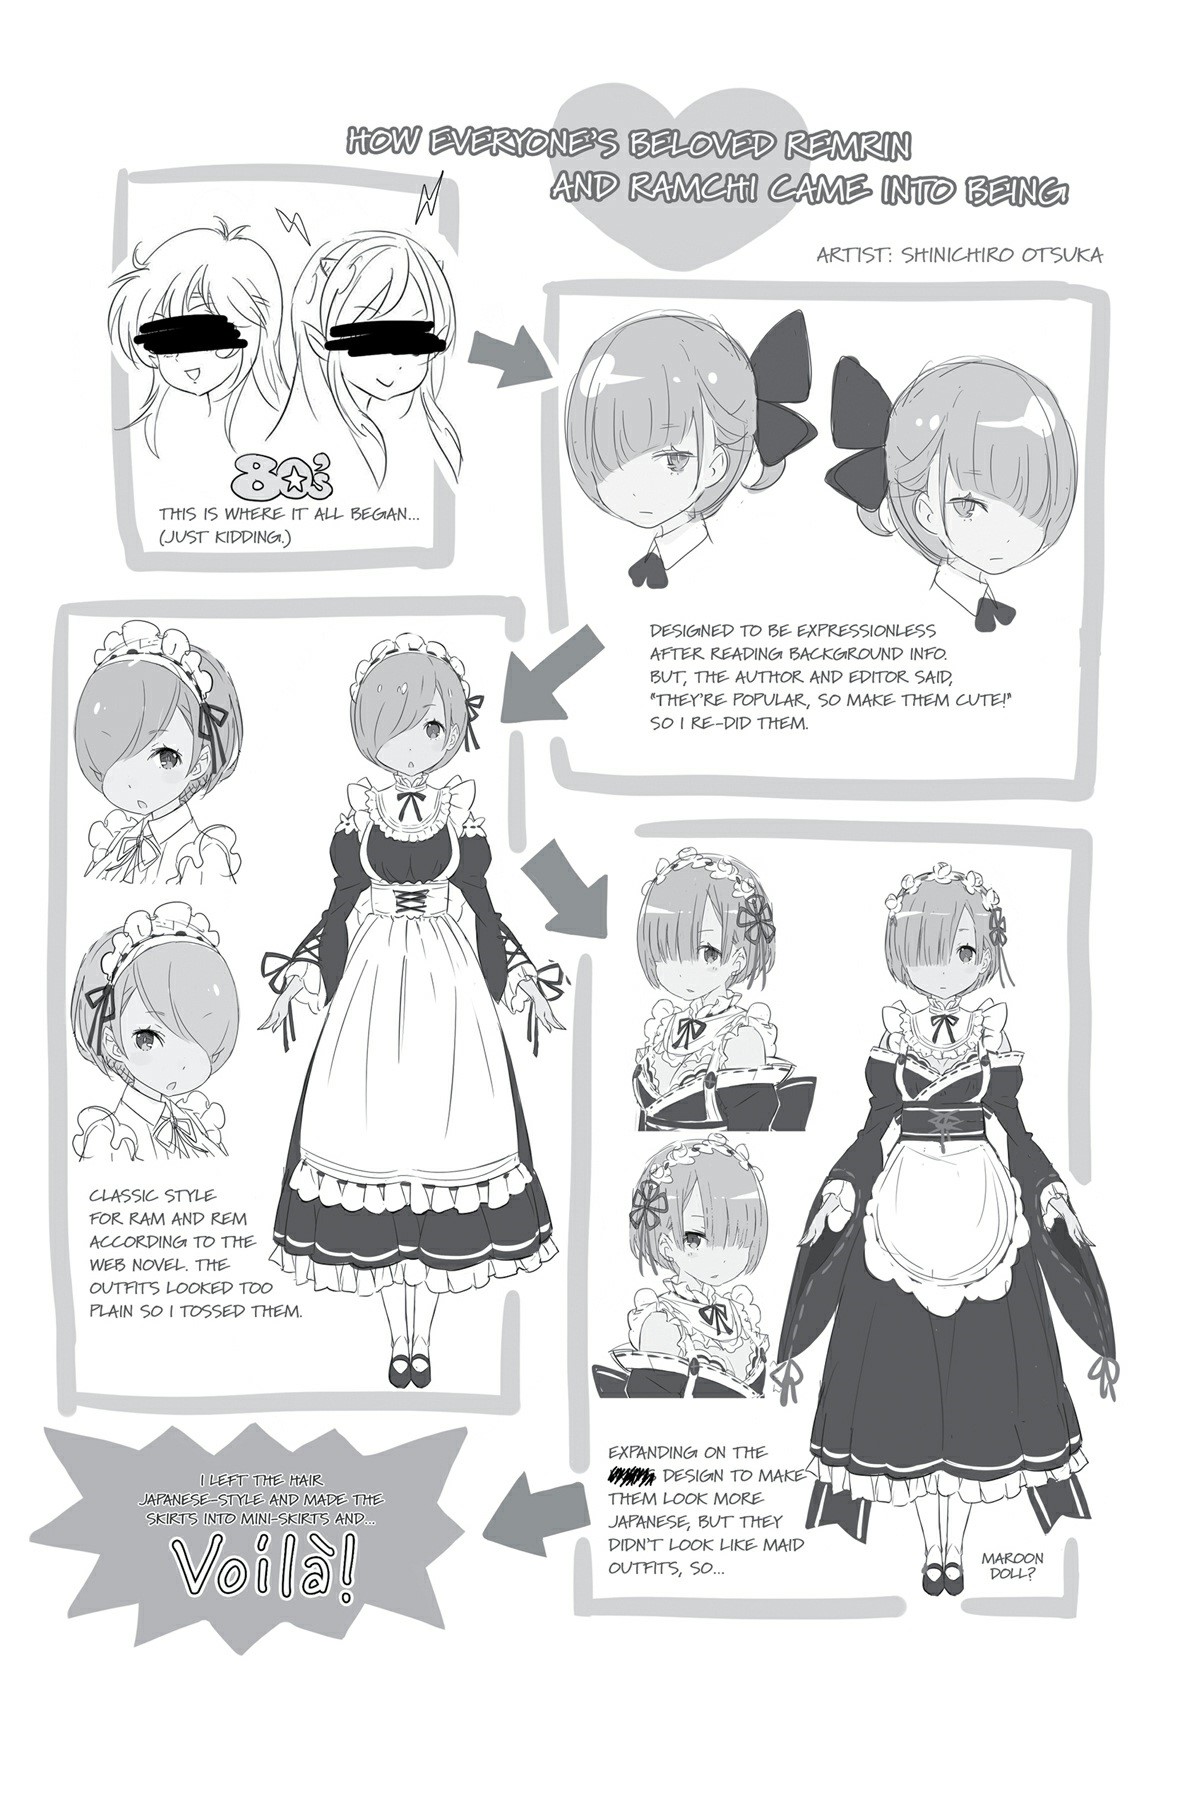 HOW EVERYONE'S BELOVED REMRIN
AND RAMCHI CAME INTO BEING
ARTIST: SHINICHIRO OTSUKA
80's
THIS IS WHERE IT ALL BEGAN...
(JUST KIDDING.)
DESIGNED TO BE EXPRESSIONLESS
AFTER READING BACKGROUND INFO.
BUT, THE AUTHOR AND EDITOR SAID,
"THEY'RE POPULAR, SO MAKE THEM CUTE!"
SO I RE-DID THEM.
CLASSIC STYLE
FOR RAM AND REM
ACCORDING TO THE
WEB NOVEL. THE
OUTFITS LOOKED TOO
PLAIN SO I TOSSED THEM.
EXPANDING ON THE
DESIGN TO MAKE
THEM LOOK MORE
JAPANESE, BUT THEY
DIDN'T LOOK LIKE MAID
OUTFITS, SO...
MAROON
DOLL?
I LEFT THE HAIR
JAPANESE-STYLE AND MADE THE
SKIRTS INTO MINI-SKIRTS AND...
Voilà!